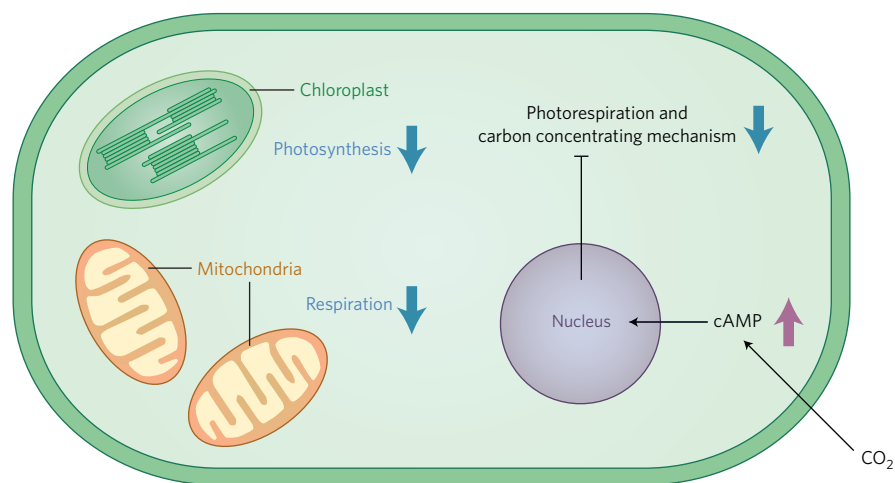 Chloroplast
Photosynthesis
Mitochondria
Respiration
Photorespiration and
carbon concentrating mechanism
Nucleus
cAMP
CO₂